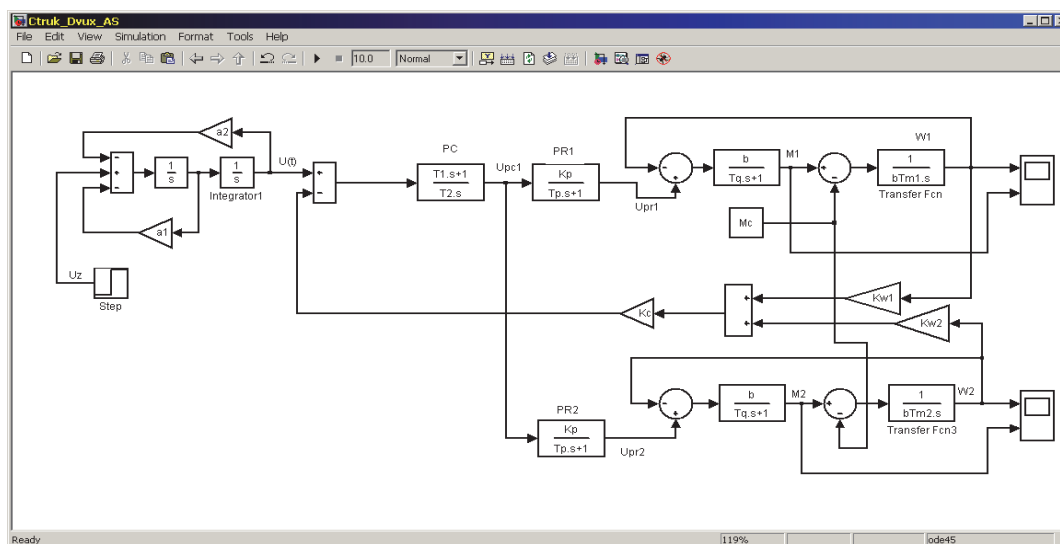 Ctruk_Dvux_AS
File Edit View Simulation Format Tools Help
10.0 Normal
a2
U(t)
1
s
1
s
Integrator1
a1
Uz
Step
PC
T1.s+1
T2.s
Upc1
PR1
Kp
Tp.s+1
Upr1
b
Tq.s+1
M1
W1
1
bTm1.s
Transfer Fcn
Mc
Kw1
Kc
Kw2
PR2
Kp
Tp.s+1
Upr2
b
Tq.s+1
M2
1
bTm2.s
W2
Transfer Fcn3
Ready 119% ode45